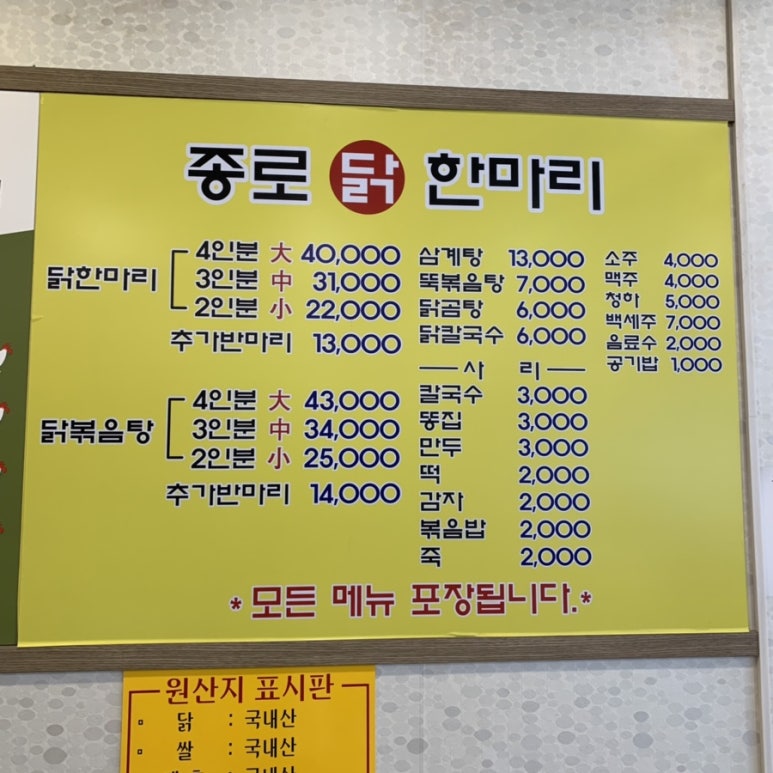 종로 닭 한마리
닭한마리
4인분 大 40,000
3인분 中 31,000
2인분 小 22,000
추가반마리 13,000
닭볶음탕
4인분 大 43,000
3인분 中 34,000
2인분 小 25,000
추가반마리 14,000
삼계탕 13,000
뚝볶음탕 7,000
닭곰탕 6,000
닭칼국수 6,000
사 리
칼국수 3,000
똥집 3,000
만두 3,000
떡 2,000
감자 2,000
볶음밥 2,000
죽 2,000
소주 4,000
맥주 4,000
청하 5,000
백세주 7,000
음료수 2,000
공기밥 1,000
*모든 메뉴 포장됩니다.*
원산지 표시판
닭 : 국내산
쌀 : 국내산